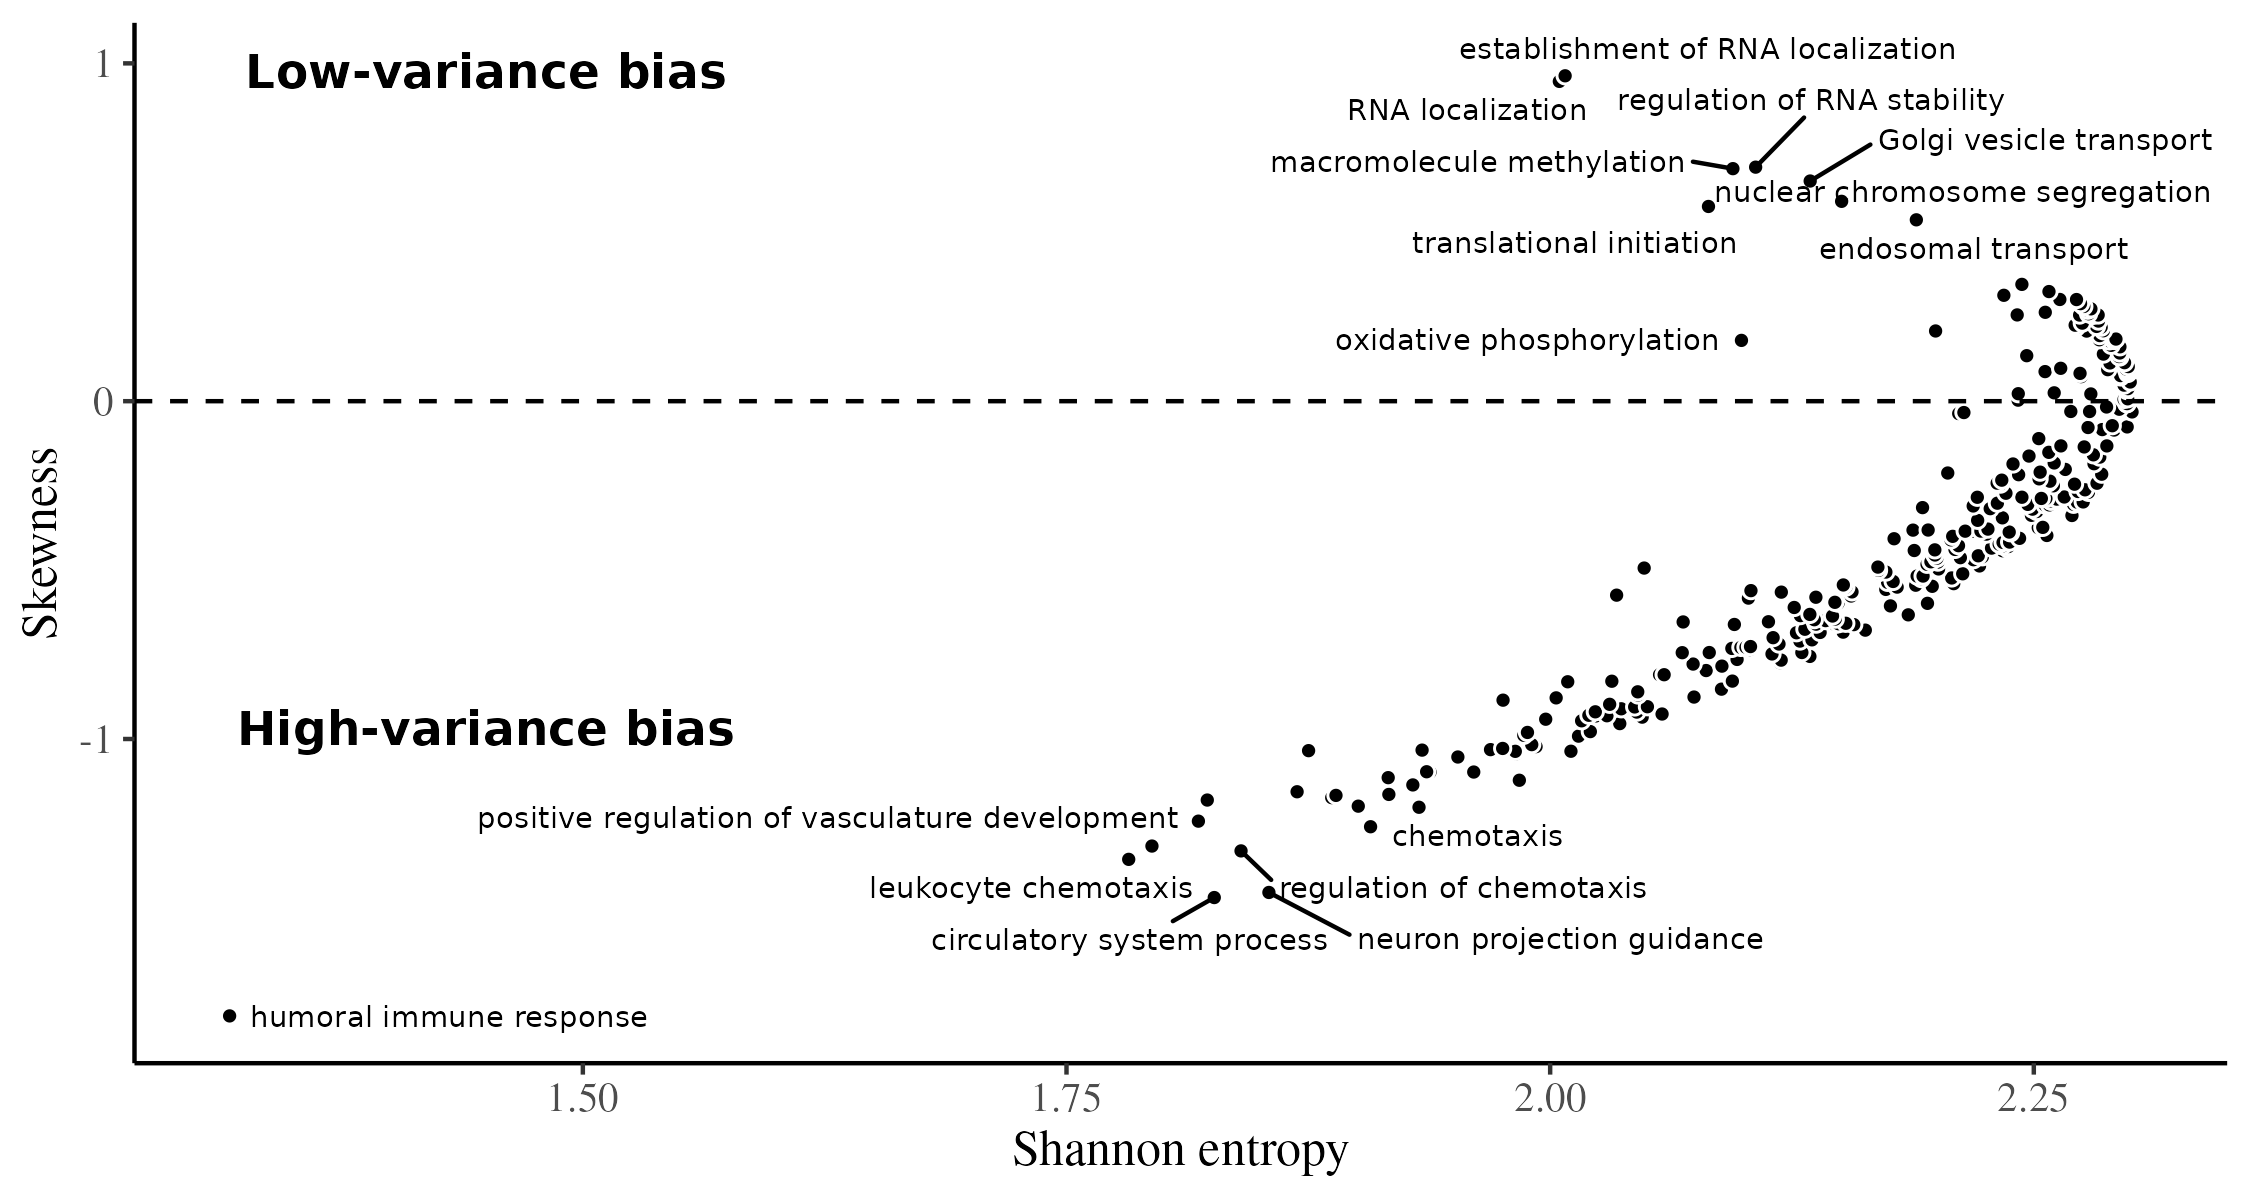 establishment of RNA localization
1
Low-variance bias
regulation of RNA stability
RNA localization
Golgi vesicle transport
macromolecule methylation
nuclear chromosome segregation
translational initiation
endosomal transport
oxidative phosphorylation
0
Skewness
High-variance bias
-1
positive regulation of vasculature development
chemotaxis
leukocyte chemotaxis
regulation of chemotaxis
circulatory system process
neuron projection guidance
humoral immune response
1.50
1.75
2.00
2.25
Shannon entropy